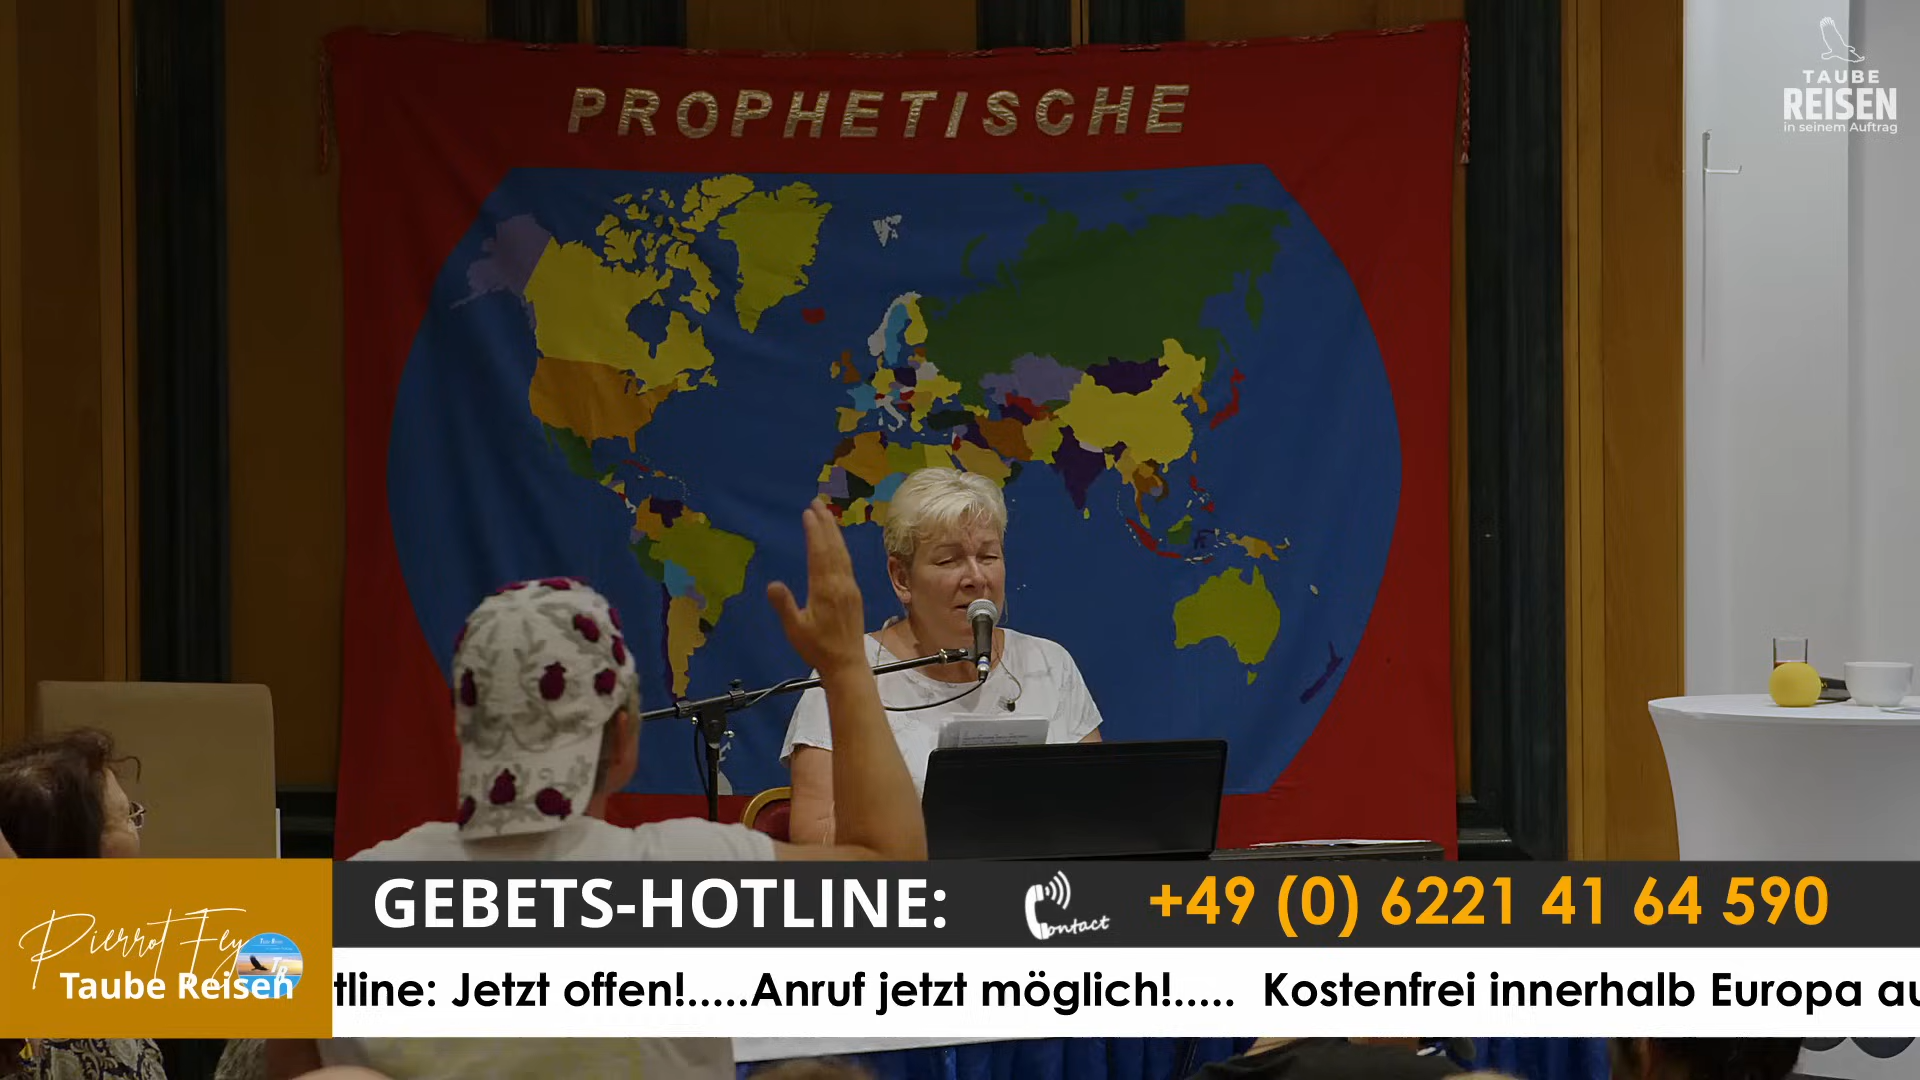 PROPHETISCHE
TAUBE
REISEN
in seinem Auftrag
GEBETS-HOTLINE:
Contact
+49 (0) 6221 41 64 590
Pierrot Fey
Taube Reisen
tline: Jetzt offen!.....Anruf jetzt möglich!..... Kostenfrei innerhalb Europa au